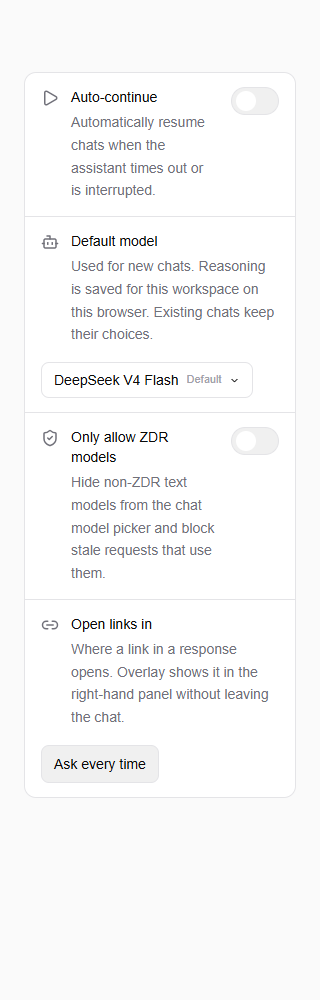 Auto-continue
Automatically resume
chats when the
assistant times out or
is interrupted.
Default model
Used for new chats. Reasoning
is saved for this workspace on
this browser. Existing chats keep
their choices.
DeepSeek V4 Flash Default
Only allow ZDR
models
Hide non-ZDR text
models from the chat
model picker and block
stale requests that use
them.
Open links in
Where a link in a response
opens. Overlay shows it in the
right-hand panel without leaving
the chat.
Ask every time